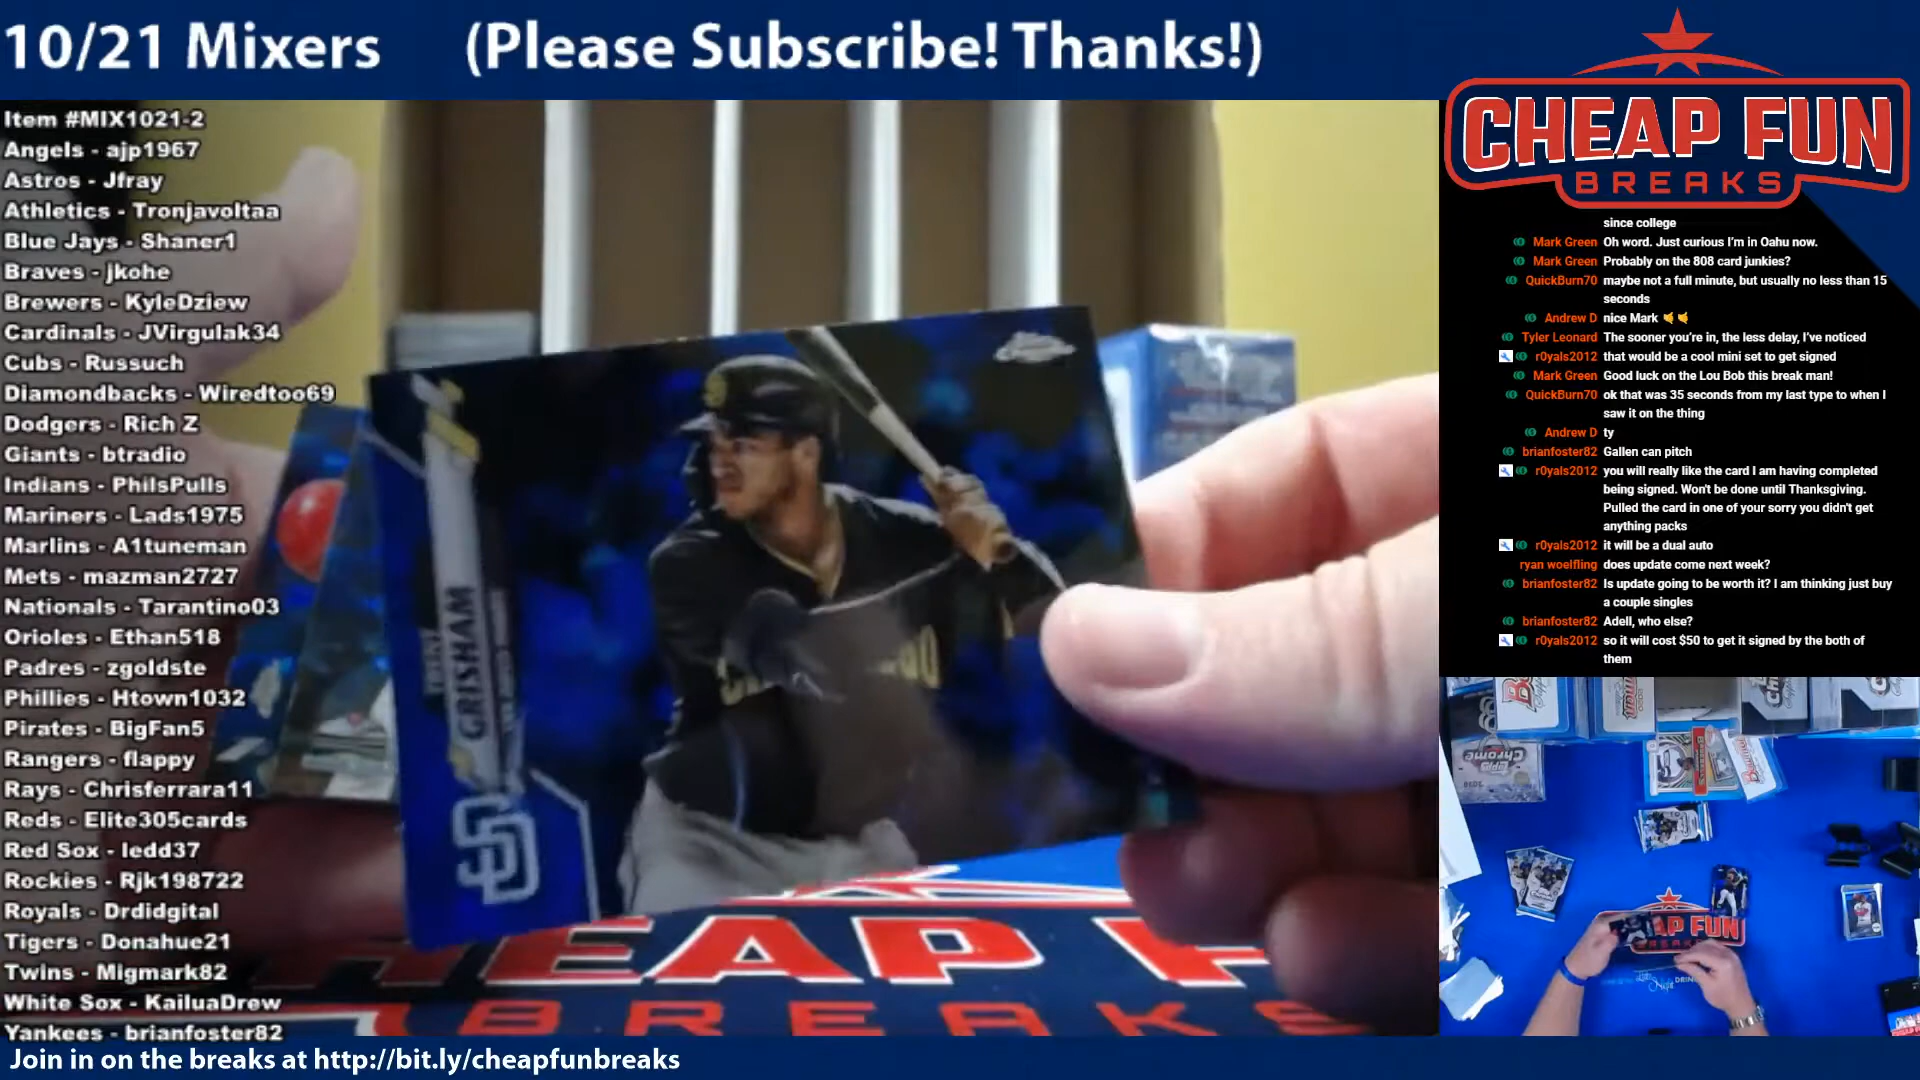 10/21 Mixers (Please Subscribe! Thanks!)
Item #MIX1021-2
Angels - ajp1967
Astros - Jfray
Athletics - Tronjavoltaa
Blue Jays - Shaner1
Braves - jkohe
Brewers - KyleDziew
Cardinals - JVirgulak34
Cubs - Russuch
Diamondbacks - Wiredtoo69
Dodgers - Rich Z
Giants - btradio
Indians - PhilsPulls
Mariners - Lads1975
Marlins - A1tuneman
Mets - mazman2727
Nationals - Tarantino03
Orioles - Ethan518
Padres - zgoldste
Phillies - Htown1032
Pirates - BigFan5
Rangers - flappy
Rays - Chrisferrara11
Reds - Elite305cards
Red Sox - ledd37
Rockies - Rjk198722
Royals - Drdidgital
Tigers - Donahue21
Twins - Migmark82
White Sox - KailuaDrew
Yankees - brianfoster82
Join in on the breaks at http://bit.ly/cheapfunbreaks
GRISHAM
SD
Chrome
CHEAP FUN
BREAKS
since college
Mark Green Oh word. Just curious I'm in Oahu now.
Mark Green Probably on the 808 card junkies?
QuickBurn70 maybe not a full minute, but usually no less than 15
seconds
Andrew D nice Mark 🤙🤙
Tyler Leonard The sooner you're in, the less delay, I've noticed
r0yals2012 that would be a cool mini set to get signed
Mark Green Good luck on the Lou Bob this break man!
QuickBurn70 ok that was 35 seconds from my last type to when I
saw it on the thing
Andrew D ty
brianfoster82 Gallen can pitch
r0yals2012 you will really like the card I am having completed
being signed. Won't be done until Thanksgiving.
Pulled the card in one of your sorry you didn't get
anything packs
r0yals2012 it will be a dual auto
ryan woelfling does update come next week?
brianfoster82 Is update going to be worth it? I am thinking just buy
a couple singles
brianfoster82 Adell, who else?
r0yals2012 so it will cost $50 to get it signed by the both of
them
HEAP F
BREAKS
AP FUN